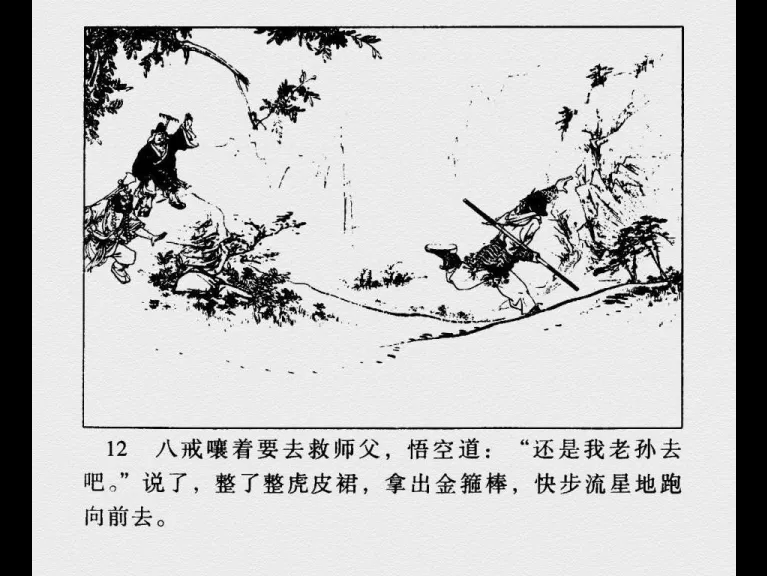 12 八戒嚷着要去救师父，悟空道：“还是我老孙去
吧。”说了，整了整虎皮裙，拿出金箍棒，快步流星地跑
向前去。